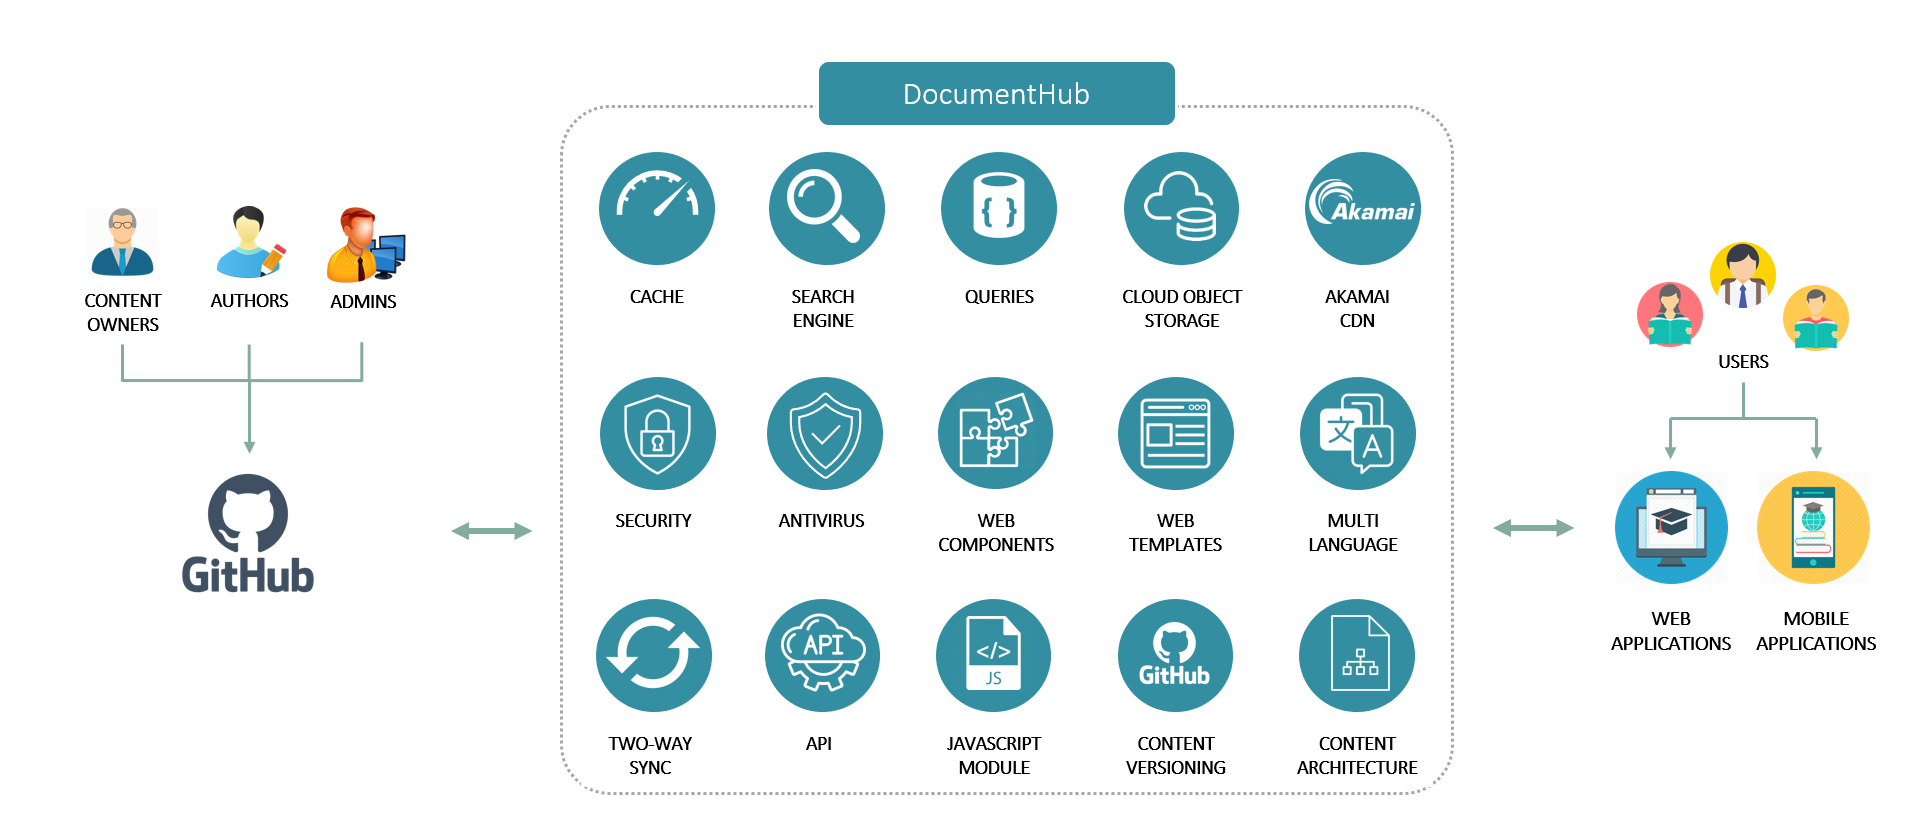 DocumentHub
CONTENT
OWNERS
AUTHORS
ADMINS
GitHub
Akamai
CACHE
SEARCH
ENGINE
QUERIES
CLOUD OBJECT
STORAGE
AKAMAI
CDN
文
A
SECURITY
ANTIVIRUS
WEB
COMPONENTS
WEB
TEMPLATES
MULTI
LANGUAGE
API
</>
JS
GitHub
TWO-WAY
SYNC
API
JAVASCRIPT
MODULE
CONTENT
VERSIONING
CONTENT
ARCHITECTURE
USERS
WEB
APPLICATIONS
MOBILE
APPLICATIONS